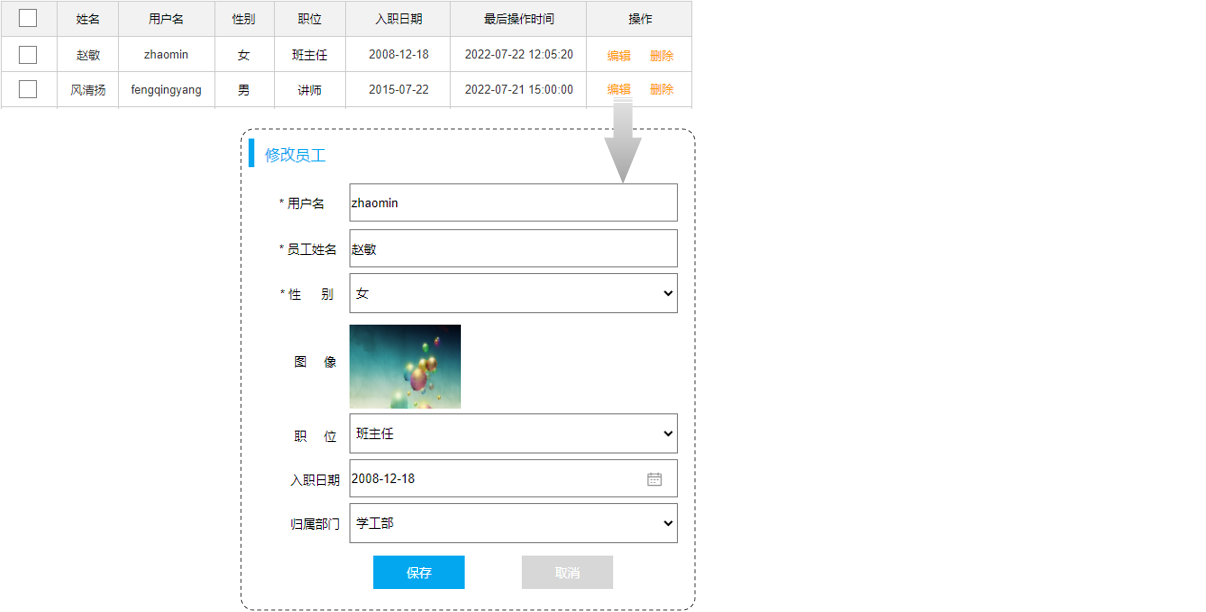 姓名 用户名 性别 职位 入职日期 最后操作时间 操作
赵敏 zhaomin 女 班主任 2008-12-18 2022-07-22 12:05:20 编辑 删除
风清扬 fengqingyang 男 讲师 2015-07-22 2022-07-21 15:00:00 编辑 删除
修改员工
* 用户名 zhaomin
* 员工姓名 赵敏
* 性 别 女
图 像
职 位 班主任
入职日期 2008-12-18
归属部门 学工部
保存 取消